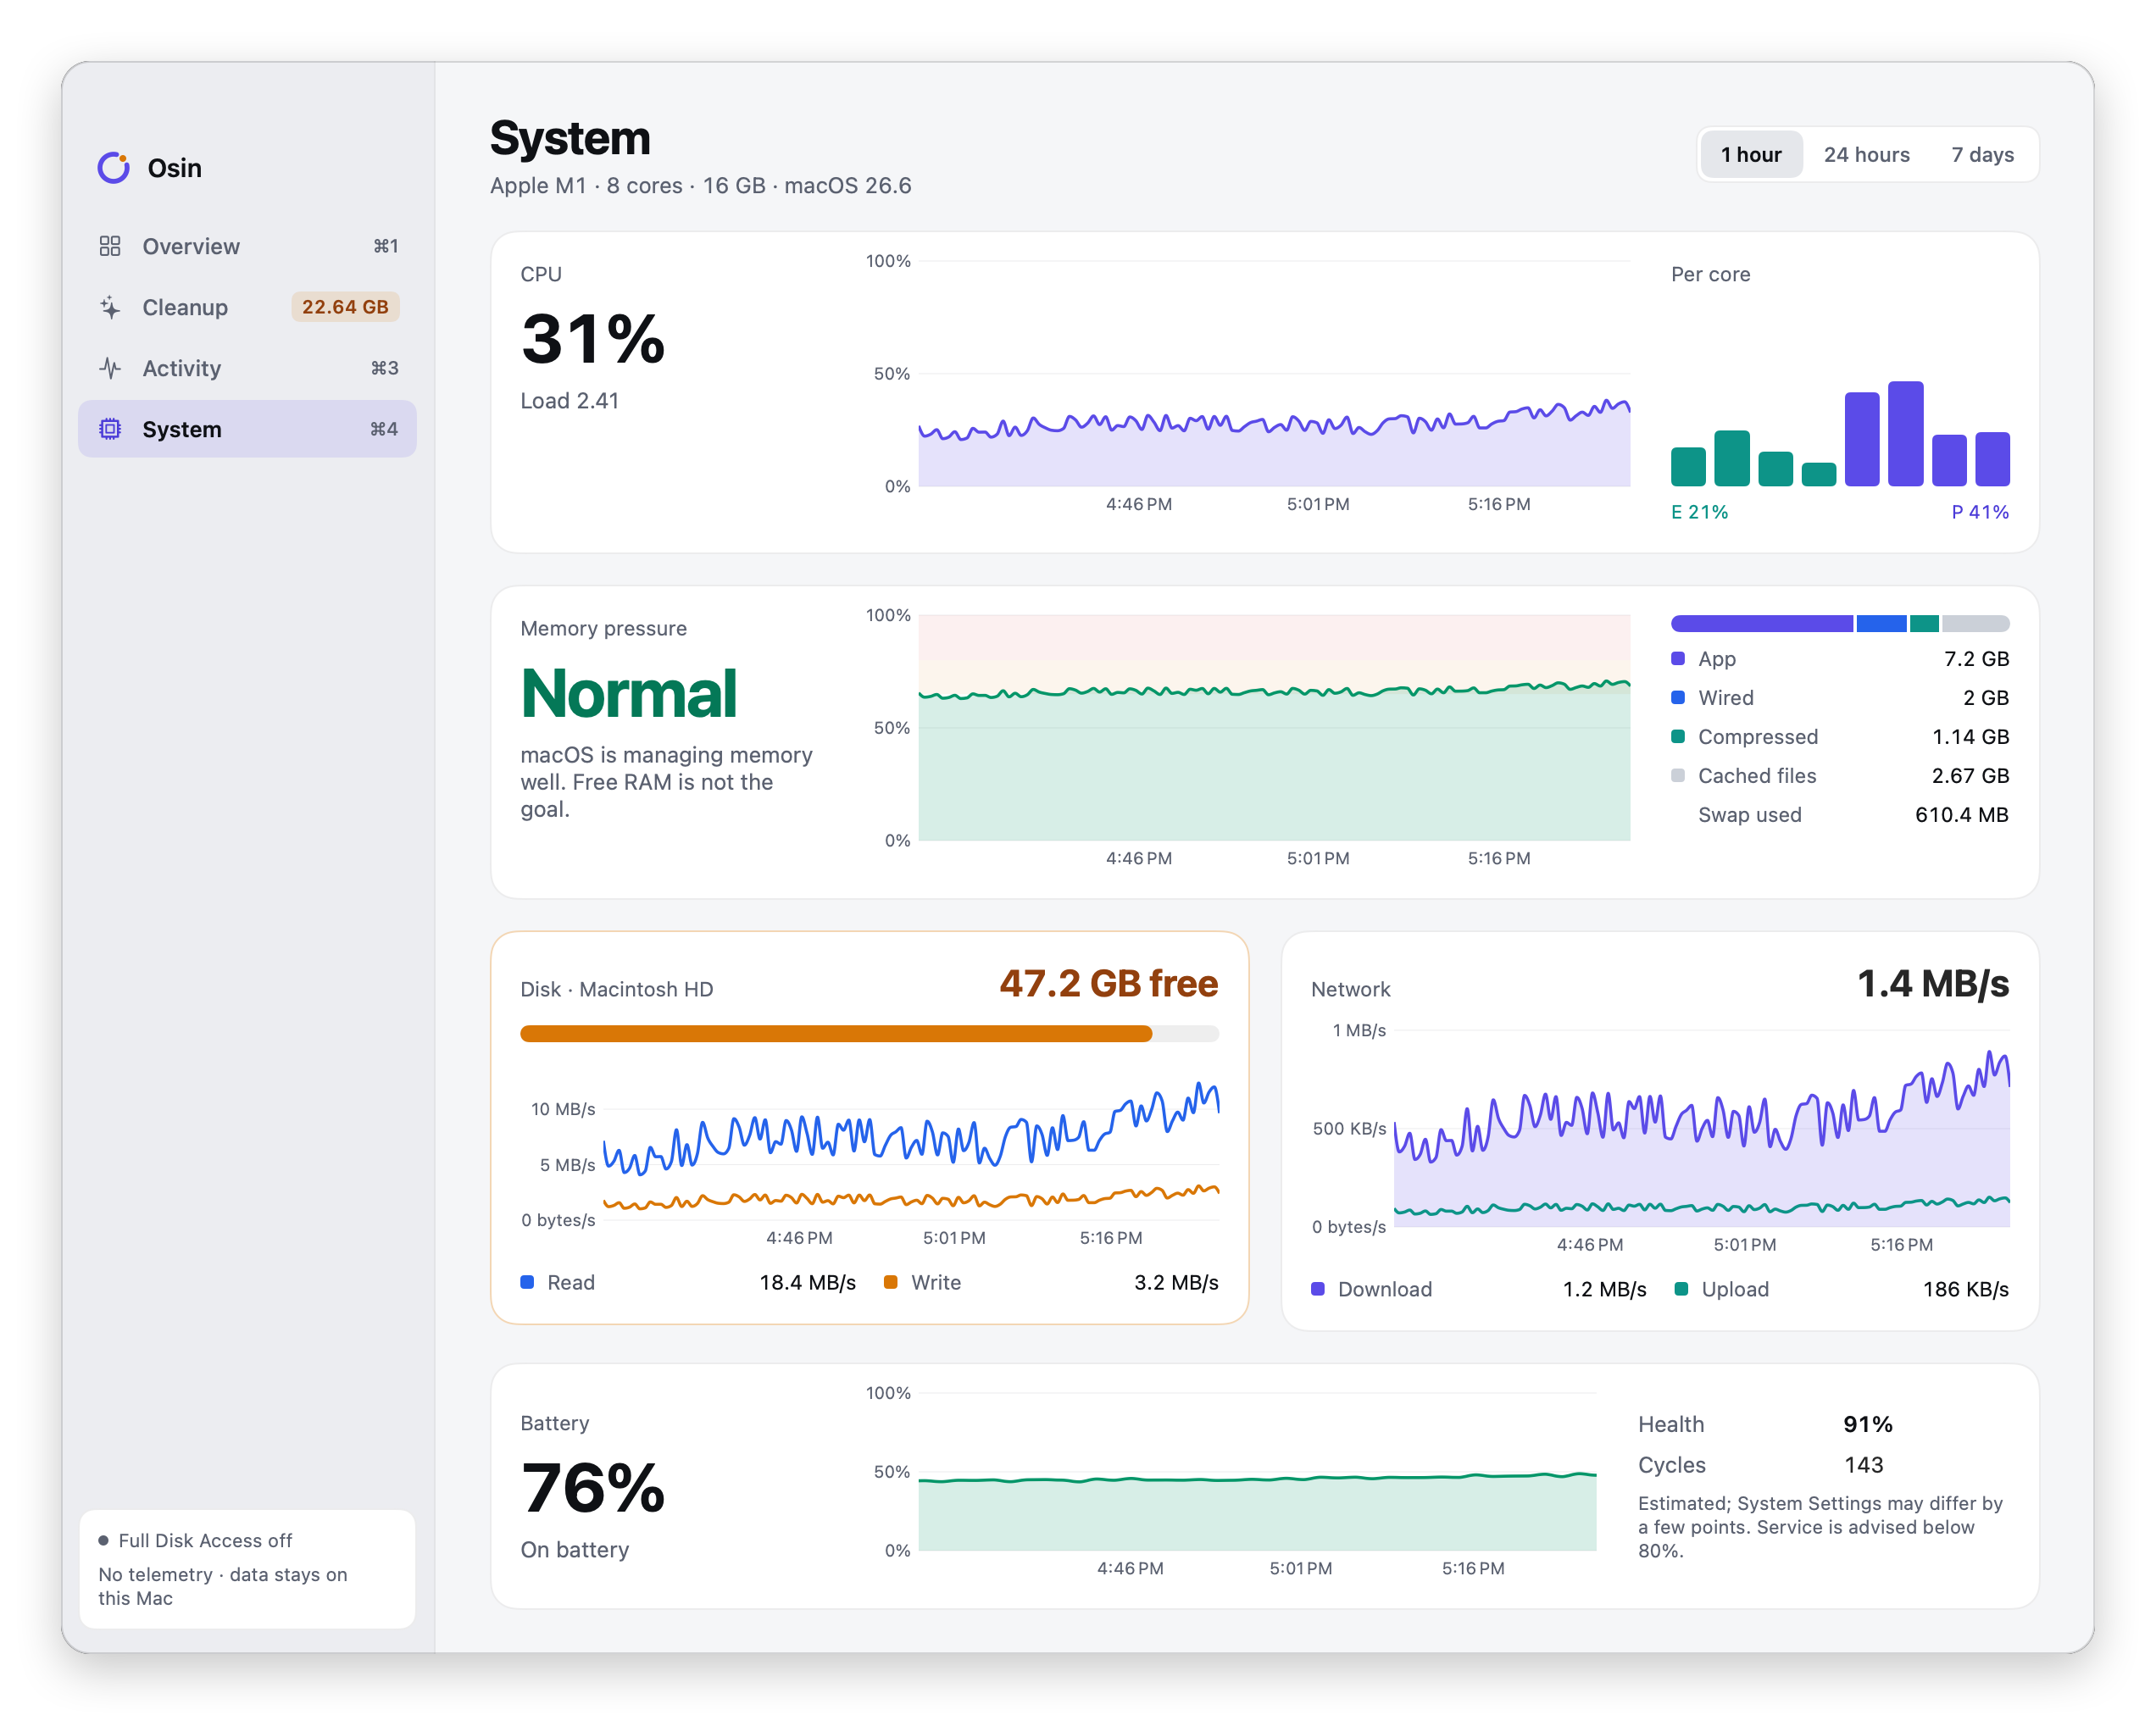 Osin
Overview ⌘1
Cleanup 22.64 GB
Activity ⌘3
System ⌘4
Full Disk Access off
No telemetry · data stays on
this Mac
System
Apple M1 · 8 cores · 16 GB · macOS 26.6
1 hour 24 hours 7 days
CPU
31%
Load 2.41
100%
50%
0%
4:46 PM 5:01 PM 5:16 PM
Per core
E 21% P 41%
Memory pressure
Normal
macOS is managing memory
well. Free RAM is not the
goal.
100%
50%
0%
4:46 PM 5:01 PM 5:16 PM
App 7.2 GB
Wired 2 GB
Compressed 1.14 GB
Cached files 2.67 GB
Swap used 610.4 MB
Disk · Macintosh HD 47.2 GB free
10 MB/s
5 MB/s
0 bytes/s
4:46 PM 5:01 PM 5:16 PM
Read 18.4 MB/s Write 3.2 MB/s
Network 1.4 MB/s
1 MB/s
500 KB/s
0 bytes/s
4:46 PM 5:01 PM 5:16 PM
Download 1.2 MB/s Upload 186 KB/s
Battery
76%
On battery
100%
50%
0%
4:46 PM 5:01 PM 5:16 PM
Health 91%
Cycles 143
Estimated; System Settings may differ by
a few points. Service is advised below
80%.